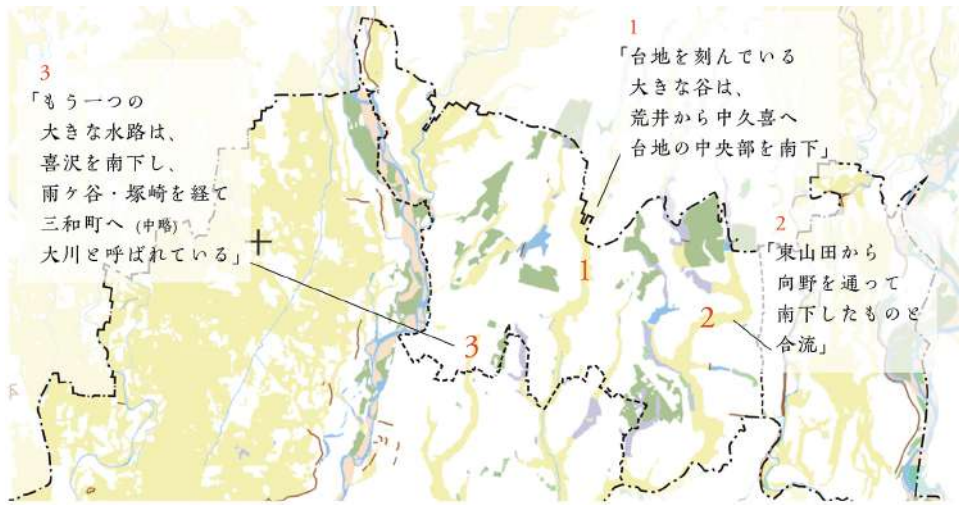 1
「台地を刻んでいる
大きな谷は、
荒井から中久喜へ
台地の中央部を南下」
2
「東山田から
向野を通って
南下したものと
合流」
3
「もう一つの
大きな水路は、
喜沢を南下し、
雨ケ谷・塚崎を経て
三和町へ (中略)
大川と呼ばれている」
1
2
3